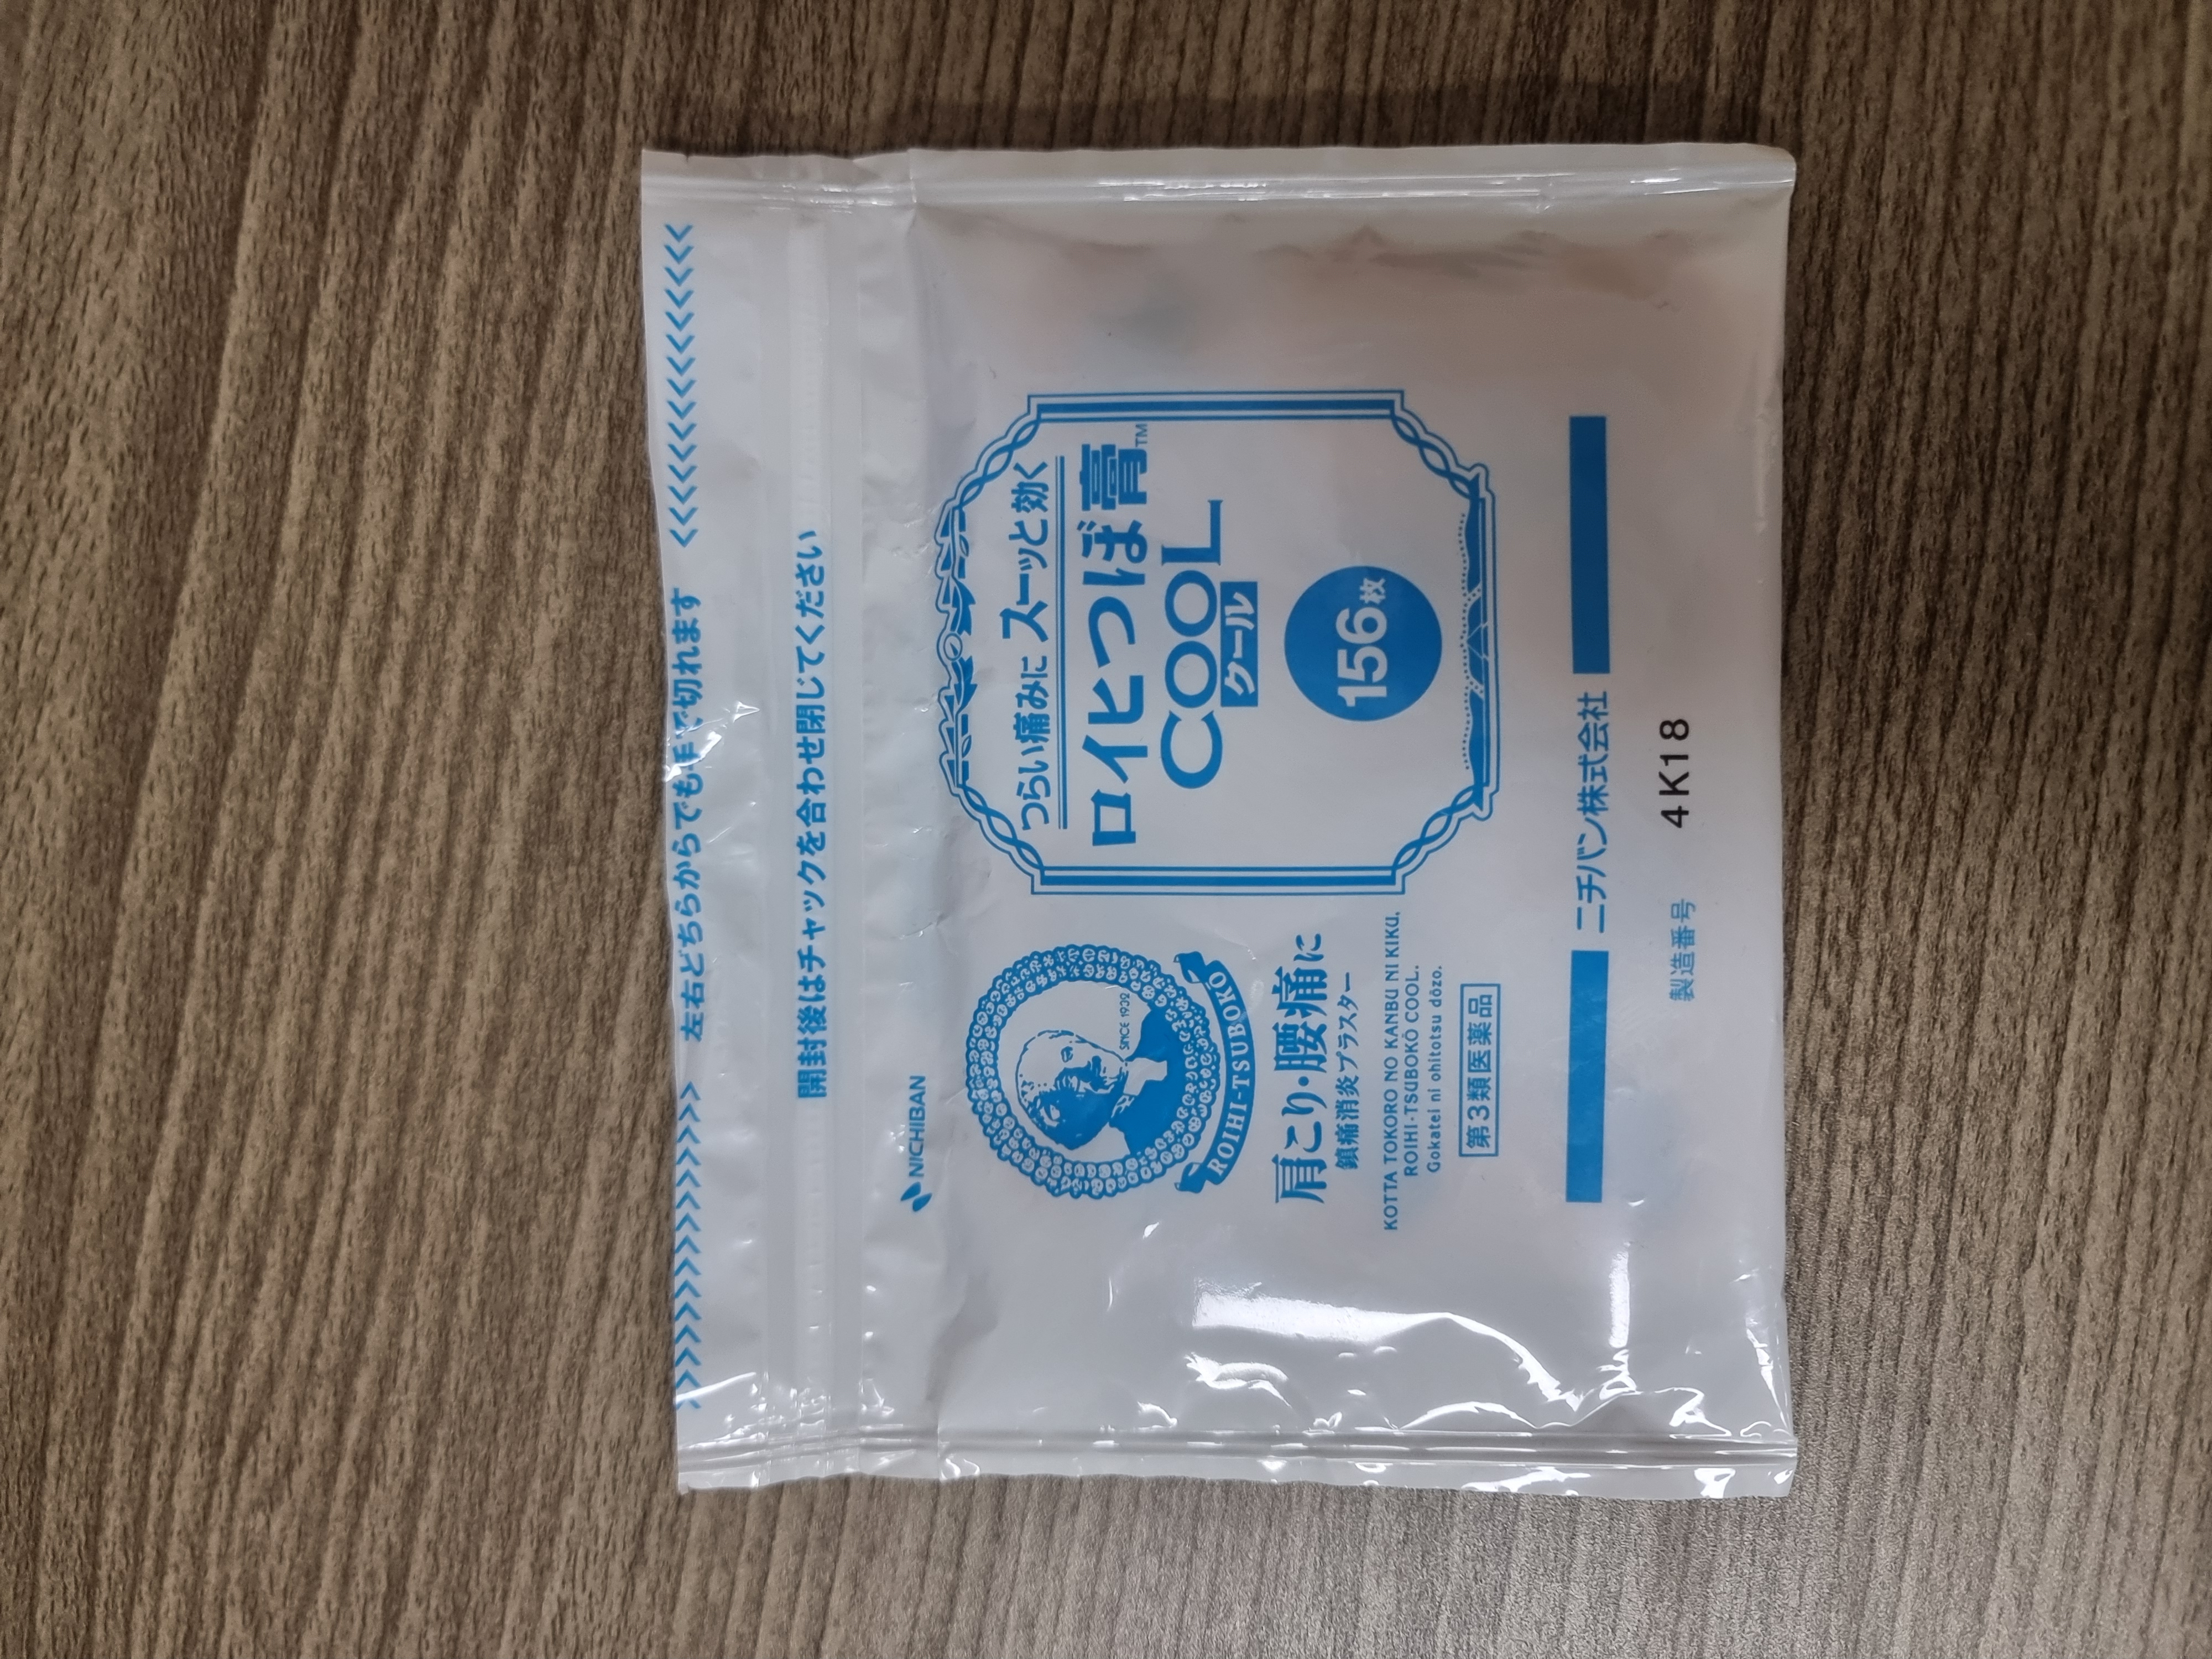 >>>>>>>>>>>>>>> 左右どちらからでも手で切れます <<<<<<<<<<<<<<<
開封後はチャックを合わせ閉じてください
NICHIBAN
SINCE 1932
ROIHI-TSUBOKŌ
肩こり・腰痛に
鎮痛消炎プラスター
KOTTA TOKORO NO KANBU NI KIKU.
ROIHI-TSUBOKŌ COOL.
Gokatei ni ohitotsu dōzo.
第3類医薬品
つらい痛みに スーッと効く
ロイヒつぼ膏™
COOL
クール
156枚
ニチバン株式会社
製造番号 4K18